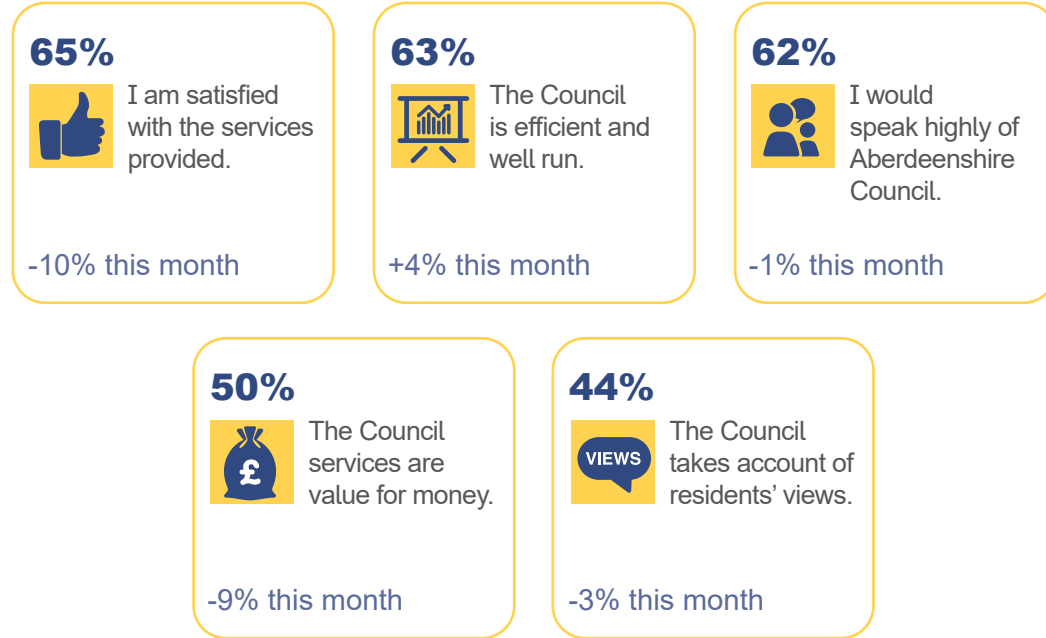 65%
I am satisfied
with the services
provided.
-10% this month
63%
The Council
is efficient and
well run.
+4% this month
62%
I would
speak highly of
Aberdeenshire
Council.
-1% this month
50%
£
The Council
services are
value for money.
-9% this month
44%
VIEWS
The Council
takes account of
residents’ views.
-3% this month